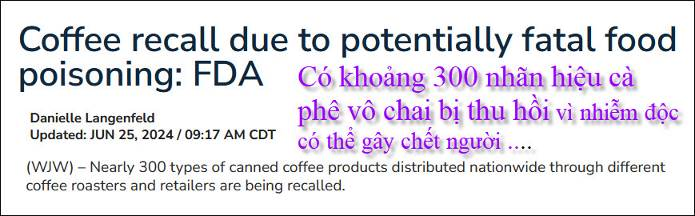 Coffee recall due to potentially fatal food
poisoning: FDA
Có khoảng 300 nhãn hiệu cà
phê vô chai bị thu hồi vì nhiễm độc
có thể gây chết người ....
Danielle Langenfeld
Updated: JUN 25, 2024 / 09:17 AM CDT
(WJW) – Nearly 300 types of canned coffee products distributed nationwide through different
coffee roasters and retailers are being recalled.